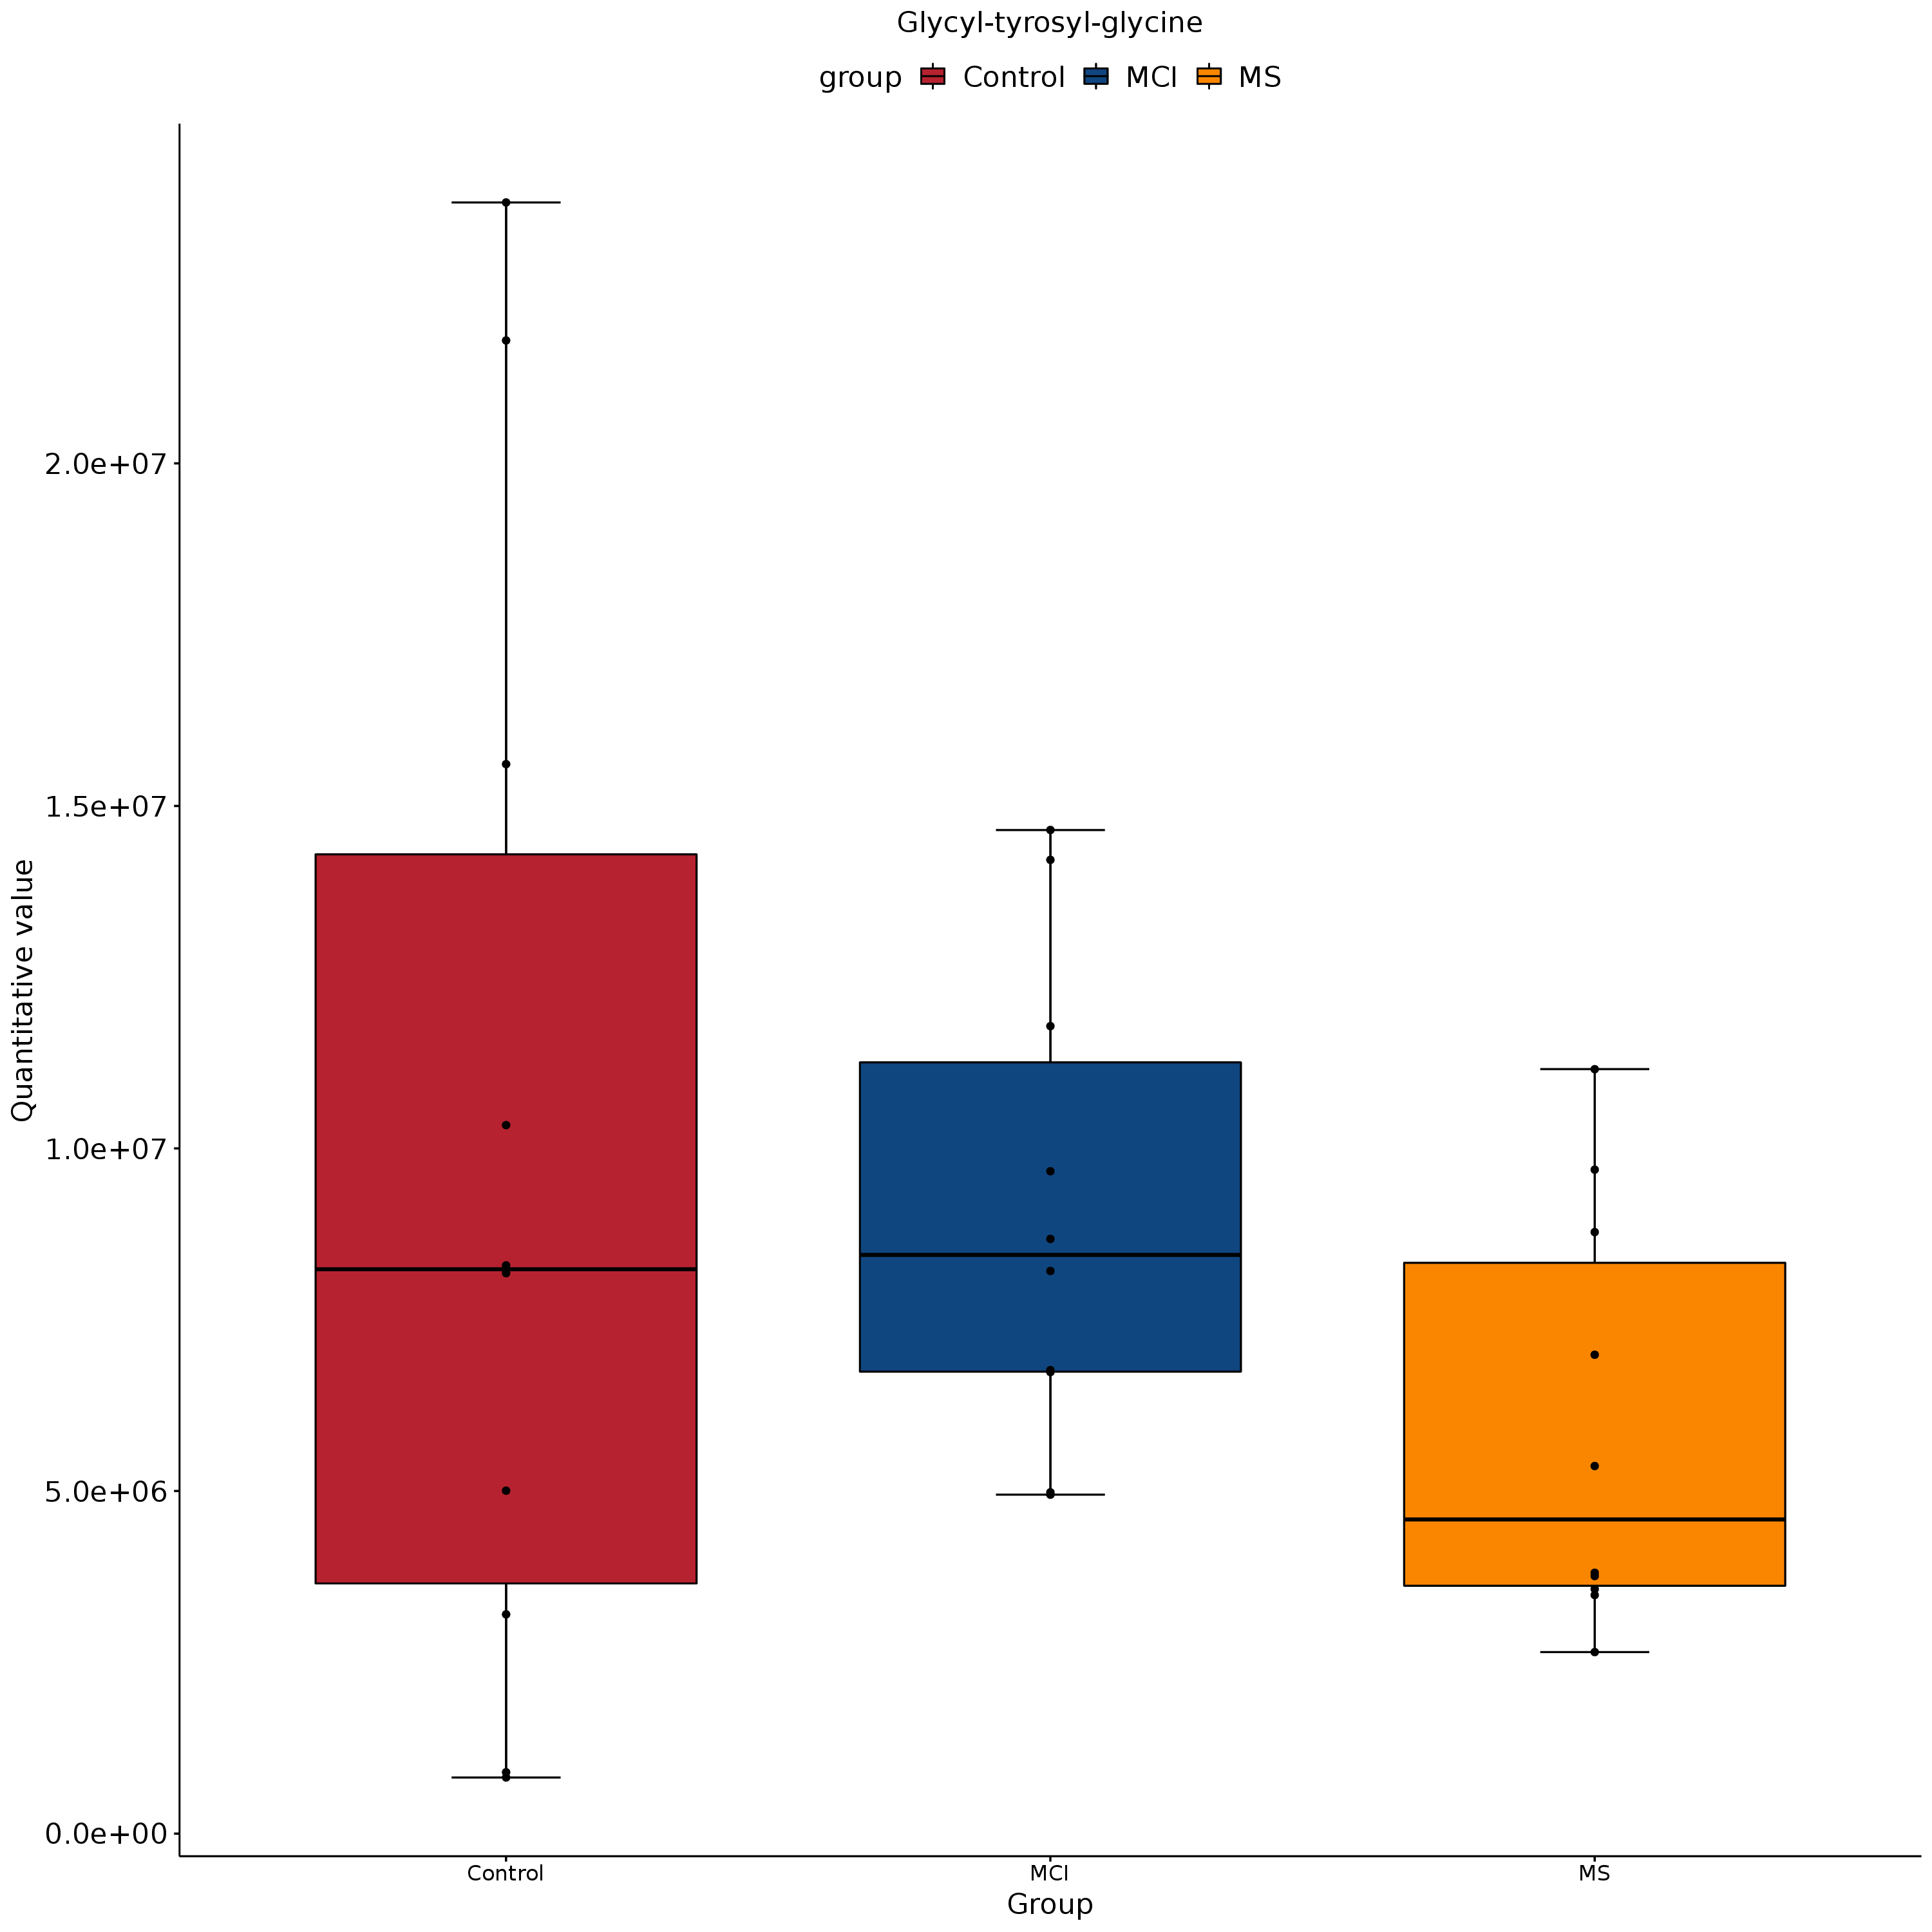 Glycyl-tyrosyl-glycine
group Control MCI MS
Quantitative value
2.0e+07
1.5e+07
1.0e+07
5.0e+06
0.0e+00
Control MCI MS
Group